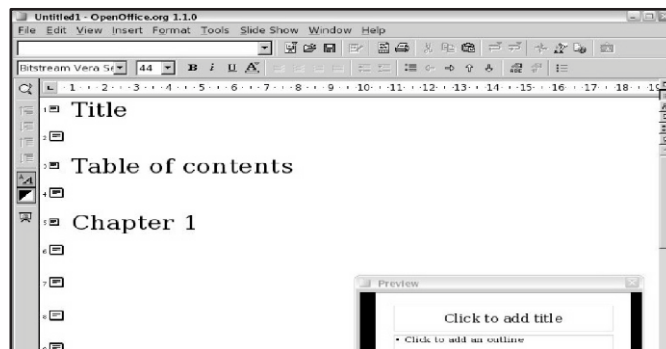 Untitled1 - OpenOffice.org 1.1.0
File Edit View Insert Format Tools Slide Show Window Help
Bitstream Vera Se 44 B i U A
1 2 3 4 5 6 7 8 9 10 11 12 13 14 15 16 17 18 19
1 Title
2
3 Table of contents
4
5 Chapter 1
6
7
Preview
8
Click to add title
• Click to add an outline
9